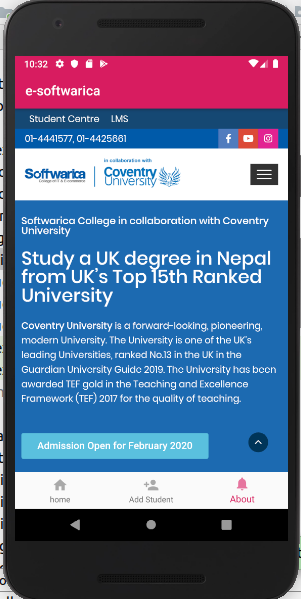 10:32
e-softwarica
Student Centre LMS
01-4441577, 01-4425661
Softwarica
College of IT & E-commerce
in collaboration with
Coventry
University
Softwarica College in collaboration with Coventry
University
Study a UK degree in Nepal
from UK's Top 15th Ranked
University
Coventry University is a forward-looking, pioneering,
modern University. The University is one of the UK's
leading Universities, ranked No.13 in the UK in the
Guardian University Guide 2019. The University has been
awarded TEF gold in the Teaching and Excellence
Framework (TEF) 2017 for the quality of teaching.
Admission Open for February 2020
home Add Student About